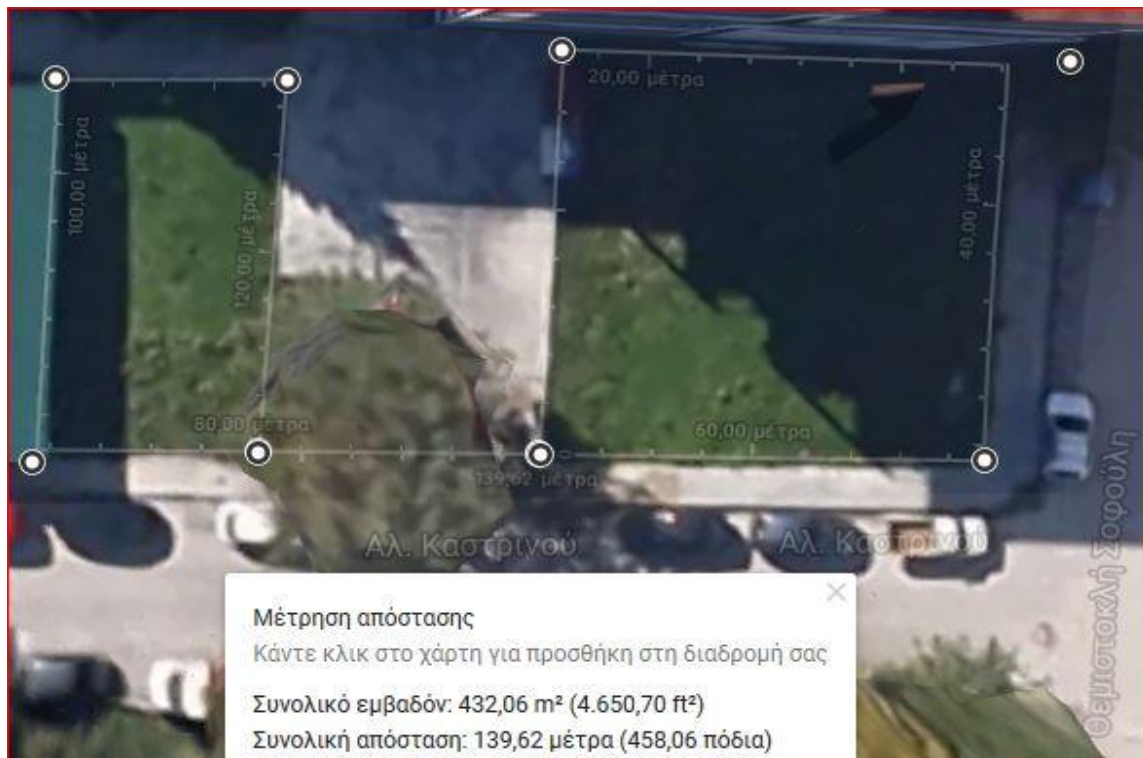 20,00 μέτρα
100,00 μέτρα
120,00 μέτρα
40,00 μέτρα
80,00 μέτρα
60,00 μέτρα
139,62 μέτρα
Αλ. Καστρινού
Αλ. Καστρινού
Θεμιστοκλή Σοφούλη
Μέτρηση απόστασης
Κάντε κλικ στο χάρτη για προσθήκη στη διαδρομή σας
Συνολικό εμβαδόν: 432,06 m² (4.650,70 ft²)
Συνολική απόσταση: 139,62 μέτρα (458,06 πόδια)